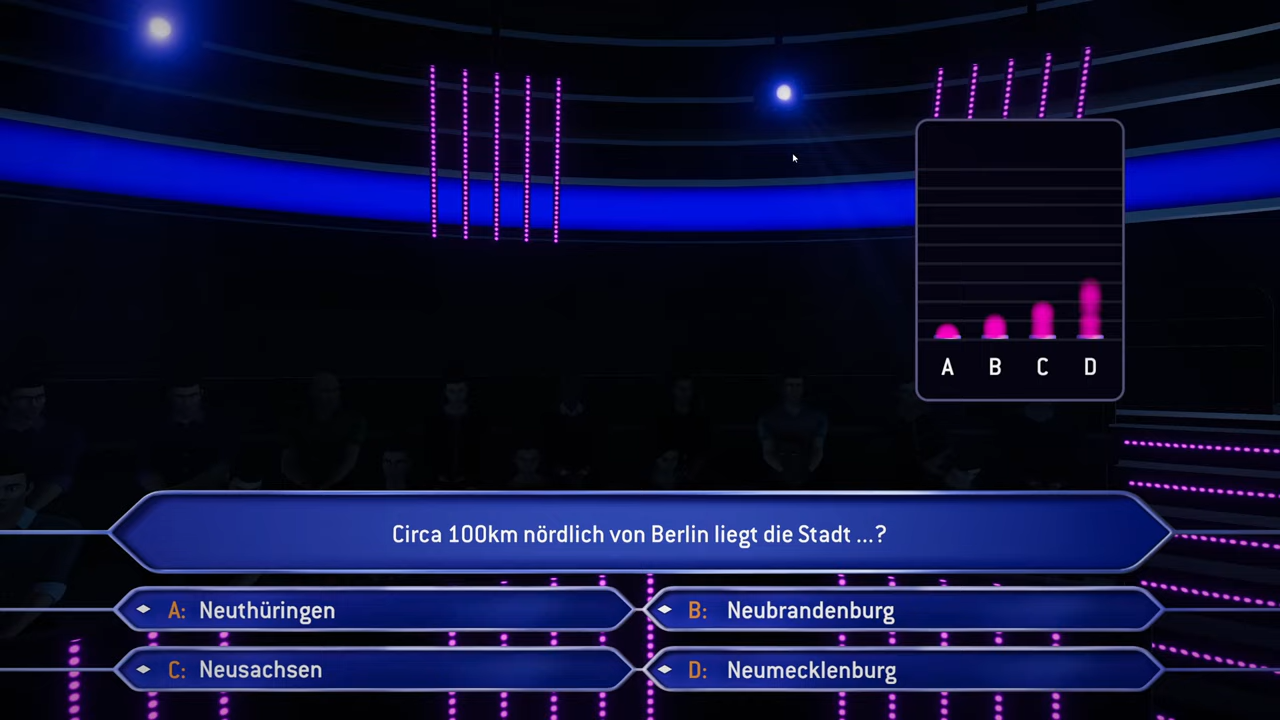 A B C D
Circa 100km nördlich von Berlin liegt die Stadt ...?
A: Neuthüringen
B: Neubrandenburg
C: Neusachsen
D: Neumecklenburg